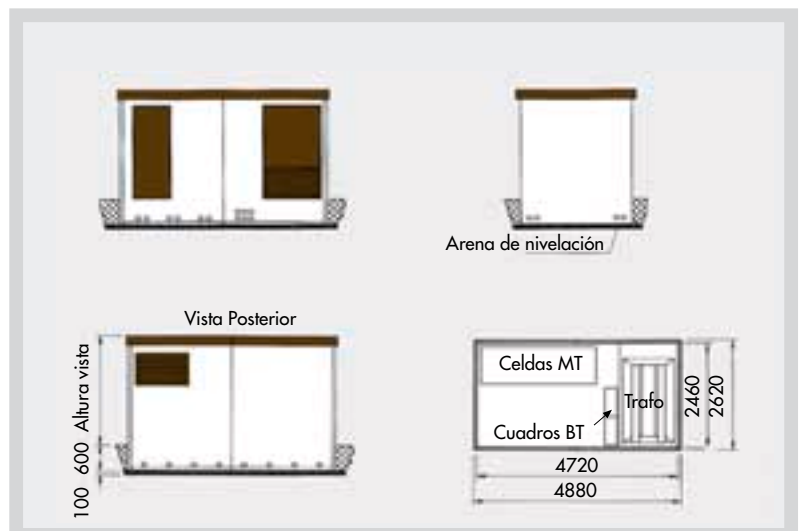 Arena de nivelación
Vista Posterior
Altura vista
600
100
Celdas MT
Trafo
Cuadros BT
2460
2620
4720
4880